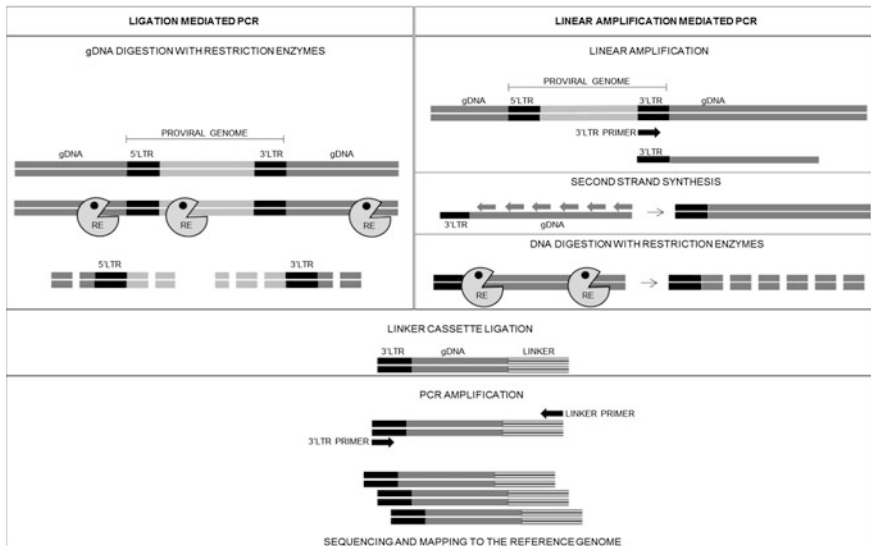 LIGATION MEDIATED PCR
gDNA DIGESTION WITH RESTRICTION ENZYMES
PROVIRAL GENOME
gDNA 5'LTR 3'LTR gDNA
RE RE RE
5'LTR 3'LTR
LINEAR AMPLIFICATION MEDIATED PCR
LINEAR AMPLIFICATION
PROVIRAL GENOME
gDNA 5'LTR 3'LTR gDNA
3'LTR PRIMER
3'LTR
SECOND STRAND SYNTHESIS
3'LTR gDNA
DNA DIGESTION WITH RESTRICTION ENZYMES
RE RE
LINKER CASSETTE LIGATION
3'LTR gDNA LINKER
PCR AMPLIFICATION
LINKER PRIMER
3'LTR PRIMER
SEQUENCING AND MAPPING TO THE REFERENCE GENOME